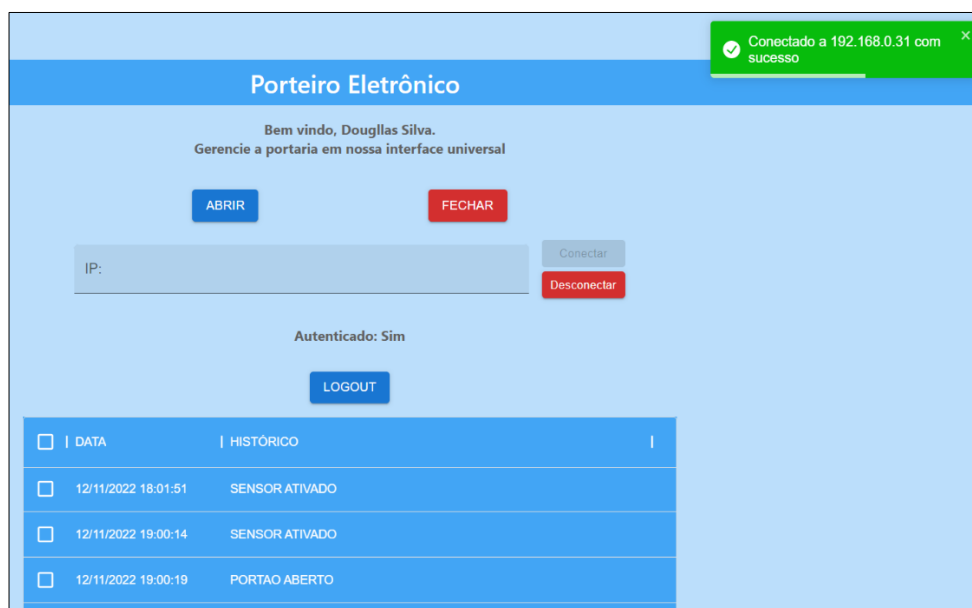 Conectado a 192.168.0.31 com
sucesso
Porteiro Eletrônico
Bem vindo, Dougllas Silva.
Gerencie a portaria em nossa interface universal
ABRIR
FECHAR
IP:
Conectar
Desconectar
Autenticado: Sim
LOGOUT
DATA
HISTÓRICO
12/11/2022 18:01:51 SENSOR ATIVADO
12/11/2022 19:00:14 SENSOR ATIVADO
12/11/2022 19:00:19 PORTAO ABERTO